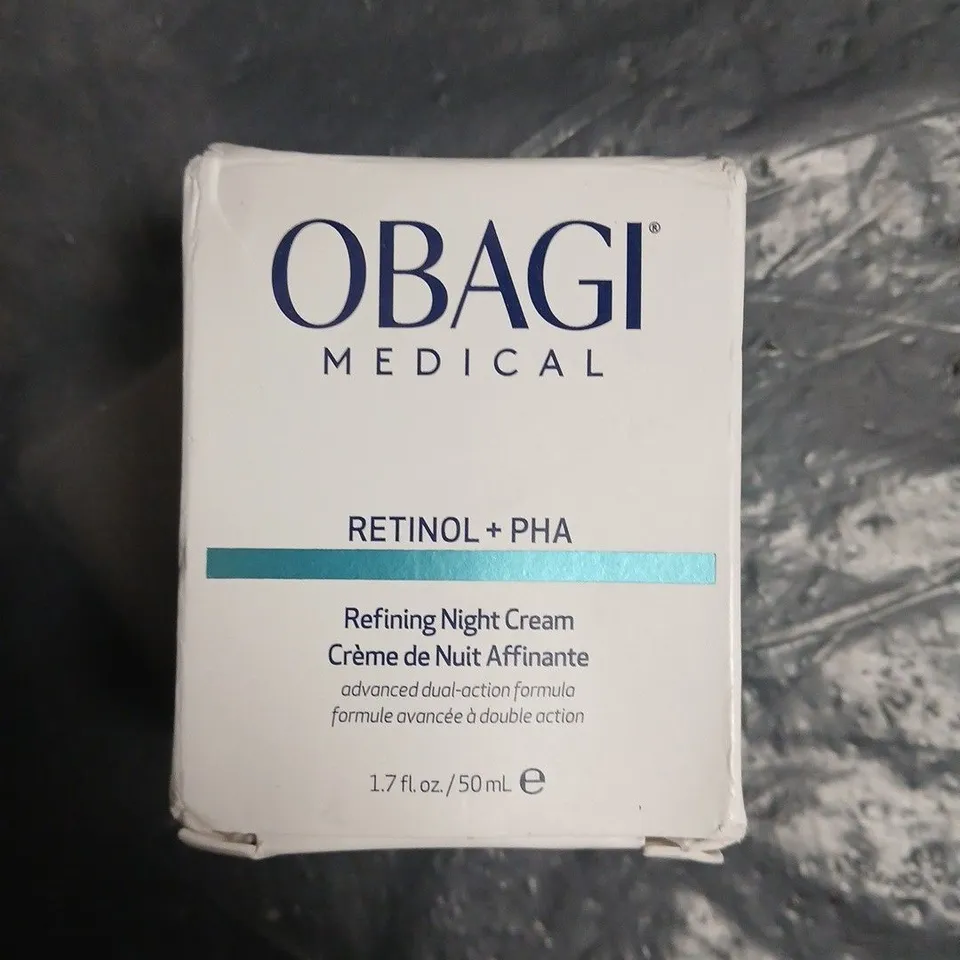 OBAGI®
MEDICAL
RETINOL + PHA
Refining Night Cream
Crème de Nuit Affinante
advanced dual-action formula
formule avancée à double action
1.7 fl. oz. / 50 mL ℮